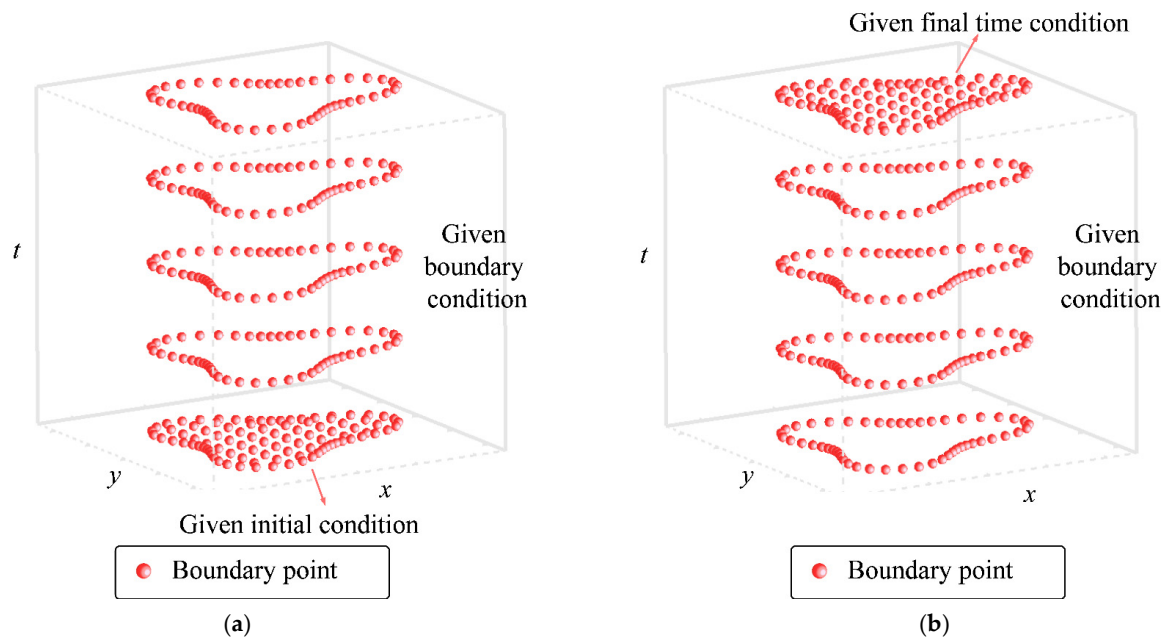 t
Given
boundary
condition
y
x
Given initial condition
Boundary point
(a)
Given final time condition
t
Given
boundary
condition
y
x
Boundary point
(b)